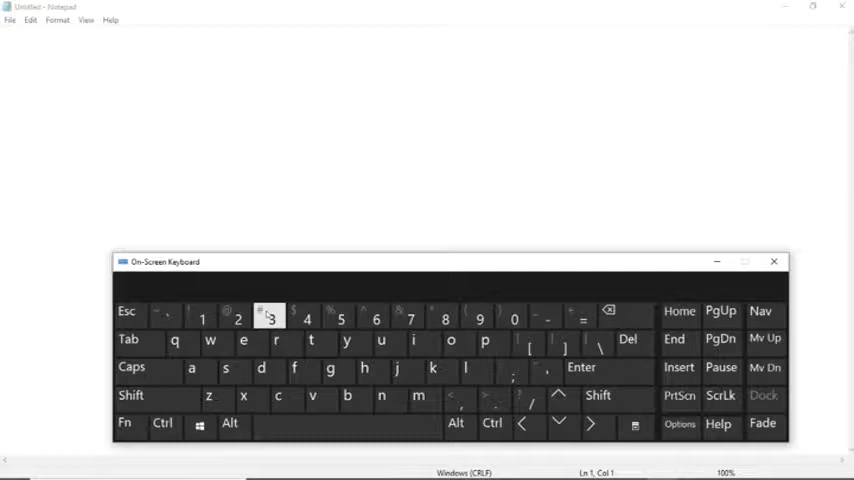 Untitled - Notepad
File Edit Format View Help
On-Screen Keyboard
Esc ~ ` ! 1 @ 2 # 3 $ 4 % 5 ^ 6 & 7 * 8 ( 9 ) 0 _ - + = Home PgUp Nav
Tab q w e r t y u i o p [ ] | \ Del End PgDn Mv Up
Caps a s d f g h j k l ; " ' Enter Insert Pause Mv Dn
Shift z x c v b n m < , > . ? / Shift PrtScn ScrLk Dock
Fn Ctrl Alt Alt Ctrl Options Help Fade
Windows (CRLF) Ln 1, Col 1 100%